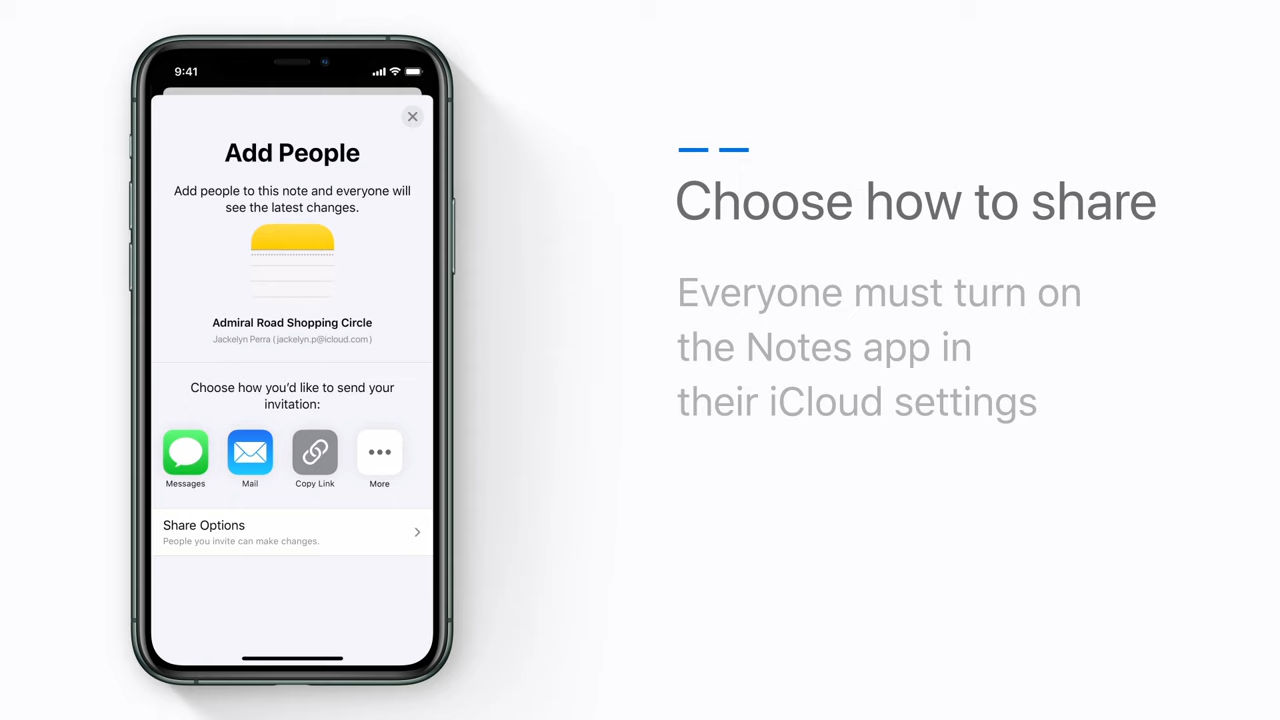 9:41
Add People
Add people to this note and everyone will
see the latest changes.
Admiral Road Shopping Circle
Jackelyn Perra (jackelyn.p@icloud.com)
Choose how you'd like to send your
invitation:
Messages
Mail
Copy Link
More
Share Options
People you invite can make changes.
Choose how to share
Everyone must turn on
the Notes app in
their iCloud settings